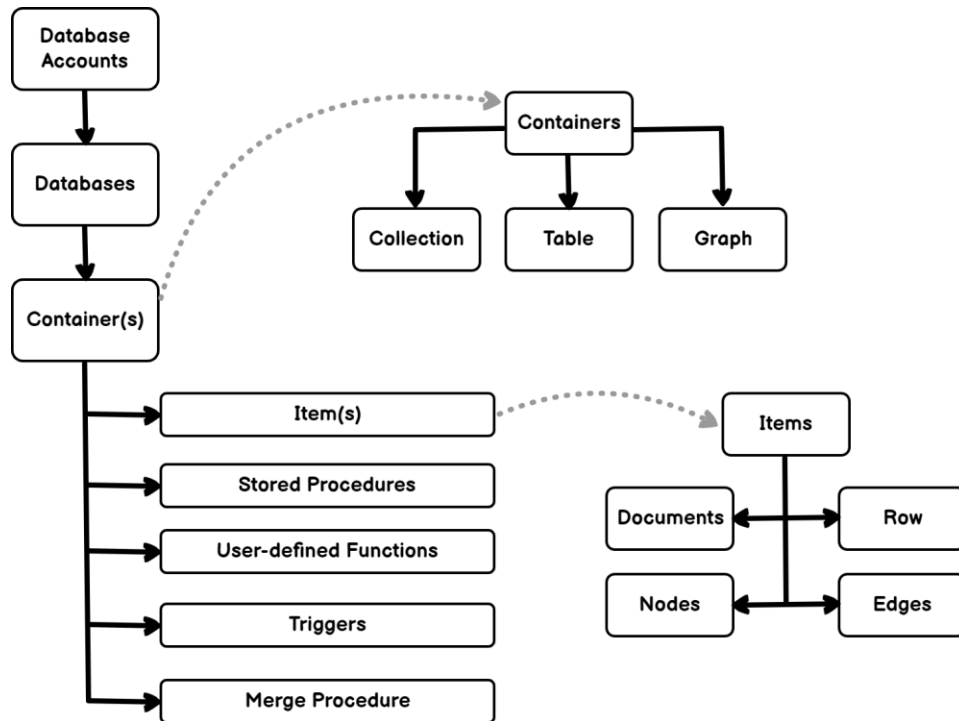 Database
Accounts
Databases
Container(s)
Containers
Collection
Table
Graph
Item(s)
Stored Procedures
User-defined Functions
Triggers
Merge Procedure
Items
Documents
Row
Nodes
Edges